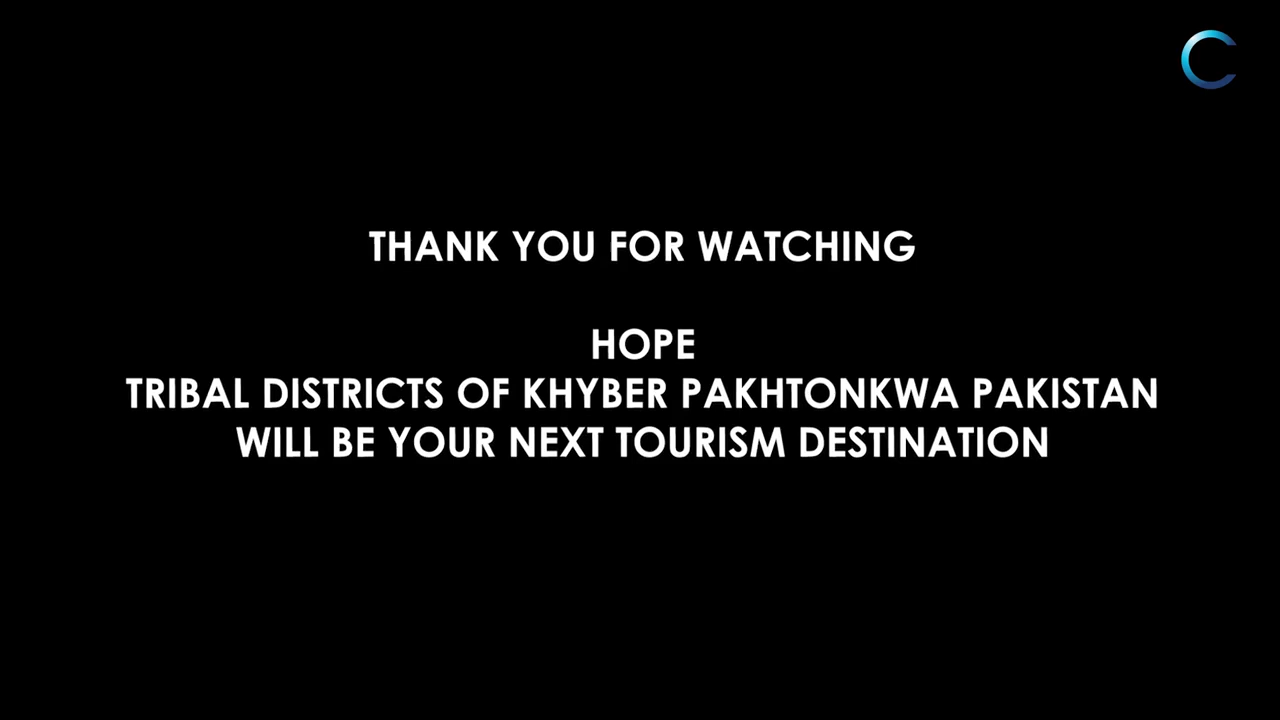 THANK YOU FOR WATCHING
HOPE
TRIBAL DISTRICTS OF KHYBER PAKHTONKWA PAKISTAN
WILL BE YOUR NEXT TOURISM DESTINATION